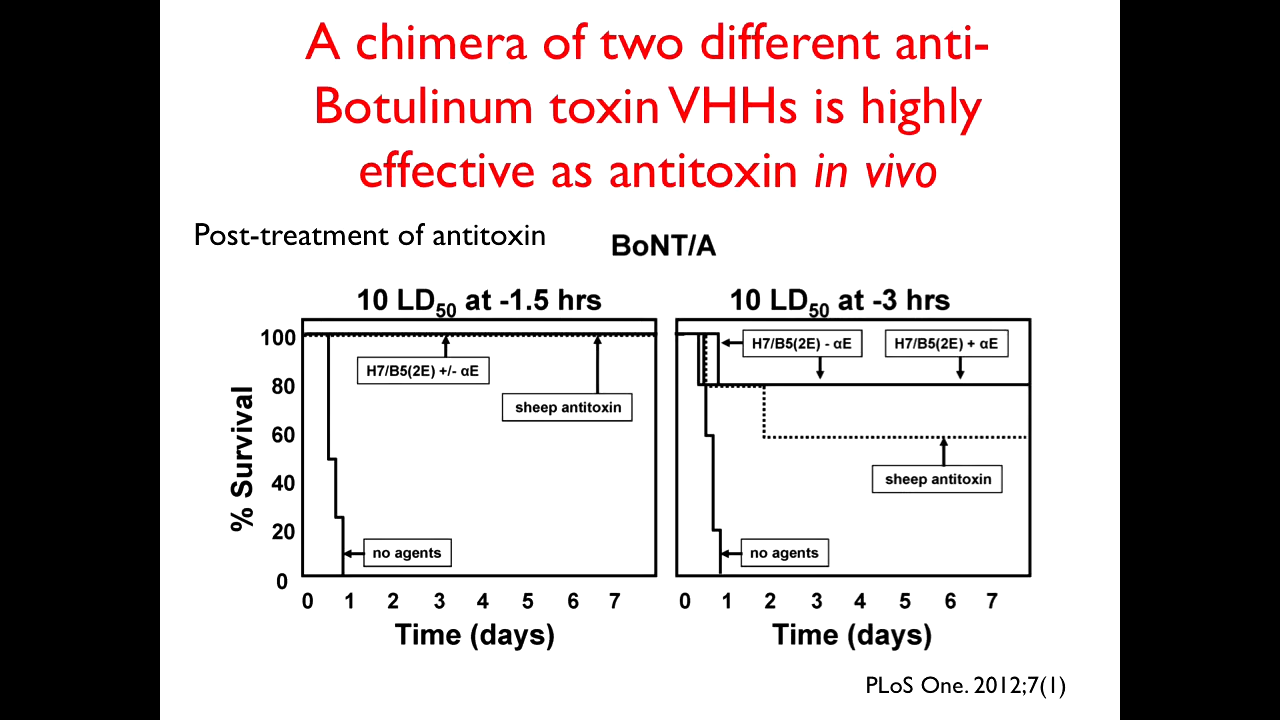 A chimera of two different anti-
Botulinum toxin VHHs is highly
effective as antitoxin in vivo
Post-treatment of antitoxin
BoNT/A
10 LD50 at -1.5 hrs
10 LD50 at -3 hrs
% Survival
100
80
60
40
20
0
H7/B5(2E) +/- αE
sheep antitoxin
no agents
0 1 2 3 4 5 6 7
Time (days)
H7/B5(2E) - αE
H7/B5(2E) + αE
sheep antitoxin
no agents
0 1 2 3 4 5 6 7
Time (days)
PLoS One. 2012;7(1)